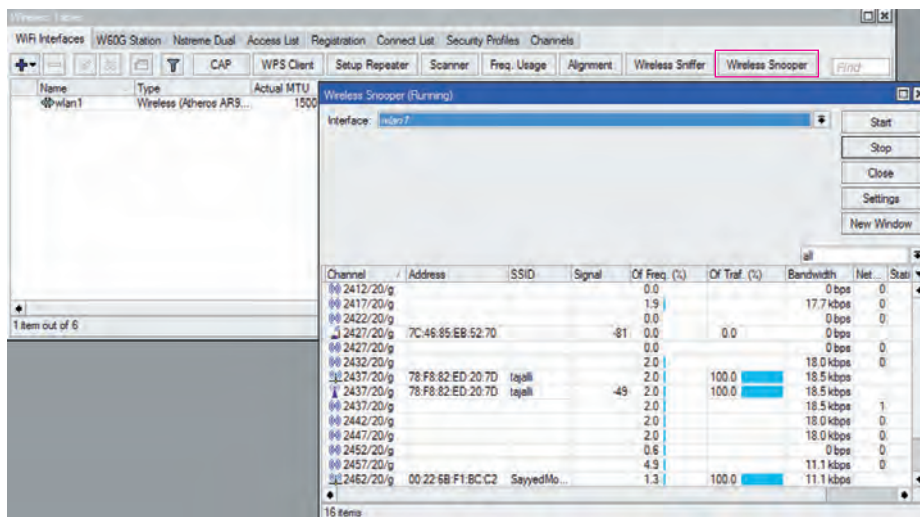 Wireless Tables
WiFi Interfaces W60G Station Nstreme Dual Access List Registration Connect List Security Profiles Channels
CAP WPS Client Setup Repeater Scanner Freq. Usage Alignment Wireless Sniffer Wireless Snooper Find
Name Type Actual MTU
wlan1 Wireless (Atheros AR9... 1500
1 item out of 6
Wireless Snooper (Running)
Interface: wlan1
Start
Stop
Close
Settings
New Window
all
Channel / Address SSID Signal Of Freq. (%) Of Traf. (%) Bandwidth Net... Stati
2412/20/g 0.0 0 bps 0
2417/20/g 1.9 17.7 kbps 0
2422/20/g 0.0 0 bps 0
2427/20/g 7C:46:85:EB:52:70 -81 0.0 0.0
2427/20/g 0.0 0 bps 0
2432/20/g 2.0 18.0 kbps 0
2437/20/g 78:F8:82:ED:20:7D tajalli 2.0 100.0 18.5 kbps
2437/20/g 78:F8:82:ED:20:7D tajalli -49 2.0 100.0 18.5 kbps
2437/20/g 2.0 18.5 kbps 1
2442/20/g 2.0 18.0 kbps 0
2447/20/g 2.0 18.0 kbps 0
2452/20/g 0.6 0 bps 0
2457/20/g 4.9 11.1 kbps 0
2462/20/g 00:22:6B:F1:BC:C2 SayyedMo... 1.3 100.0 11.1 kbps
16 items